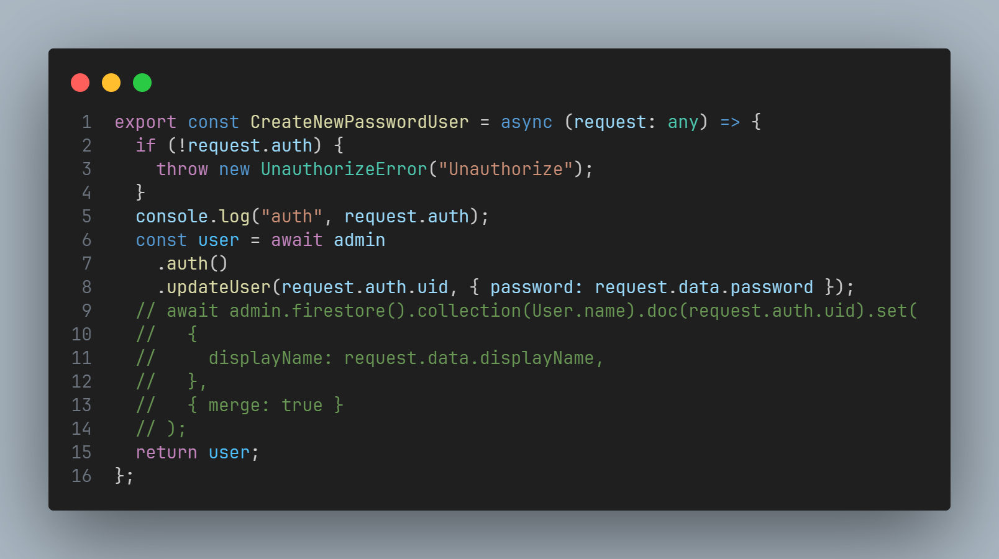 1 export const CreateNewPasswordUser = async (request: any) => {
2   if (!request.auth) {
3     throw new UnauthorizeError("Unauthorize");
4   }
5   console.log("auth", request.auth);
6   const user = await admin
7     .auth()
8     .updateUser(request.auth.uid, { password: request.data.password });
9   // await admin.firestore().collection(User.name).doc(request.auth.uid).set(
10   //   {
11   //     displayName: request.data.displayName,
12   //   },
13   //   { merge: true }
14   // );
15   return user;
16 };